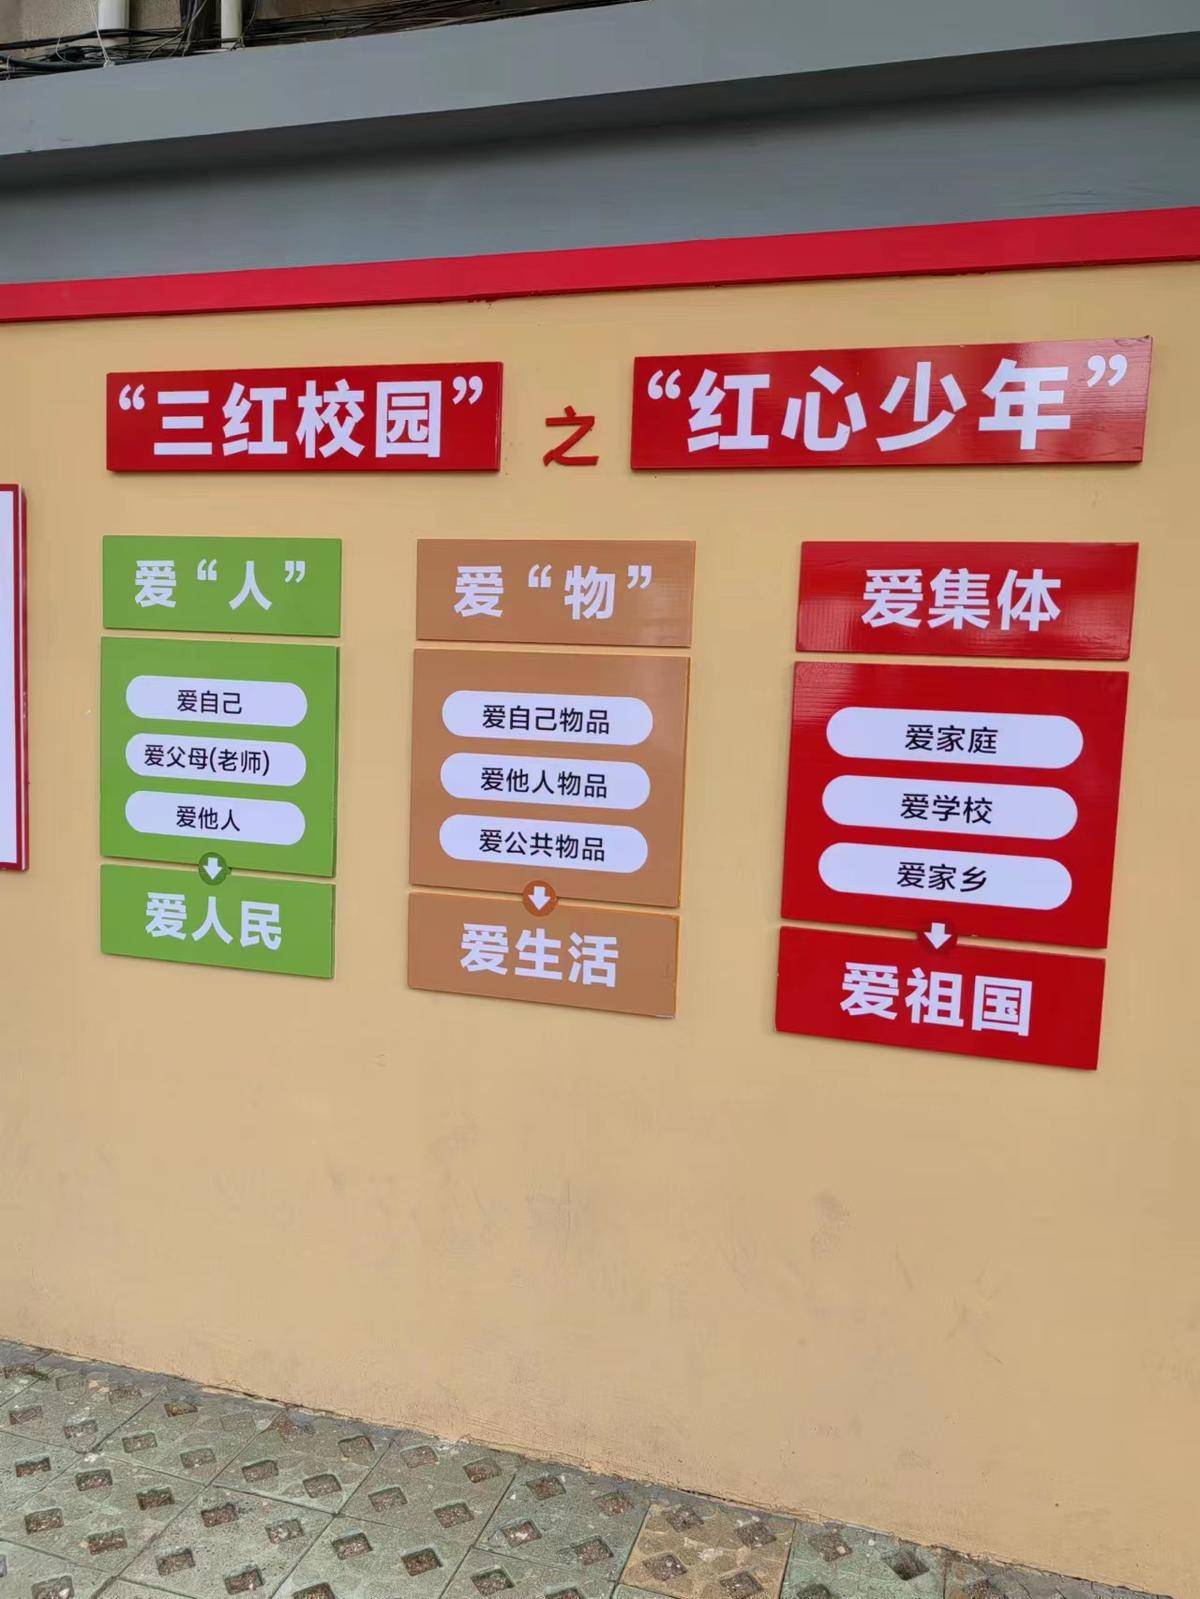 “三红校园” 之 “红心少年”
爱“人”
爱自己
爱父母(老师)
爱他人
爱人民
爱“物”
爱自己物品
爱他人物品
爱公共物品
爱生活
爱集体
爱家庭
爱学校
爱家乡
爱祖国